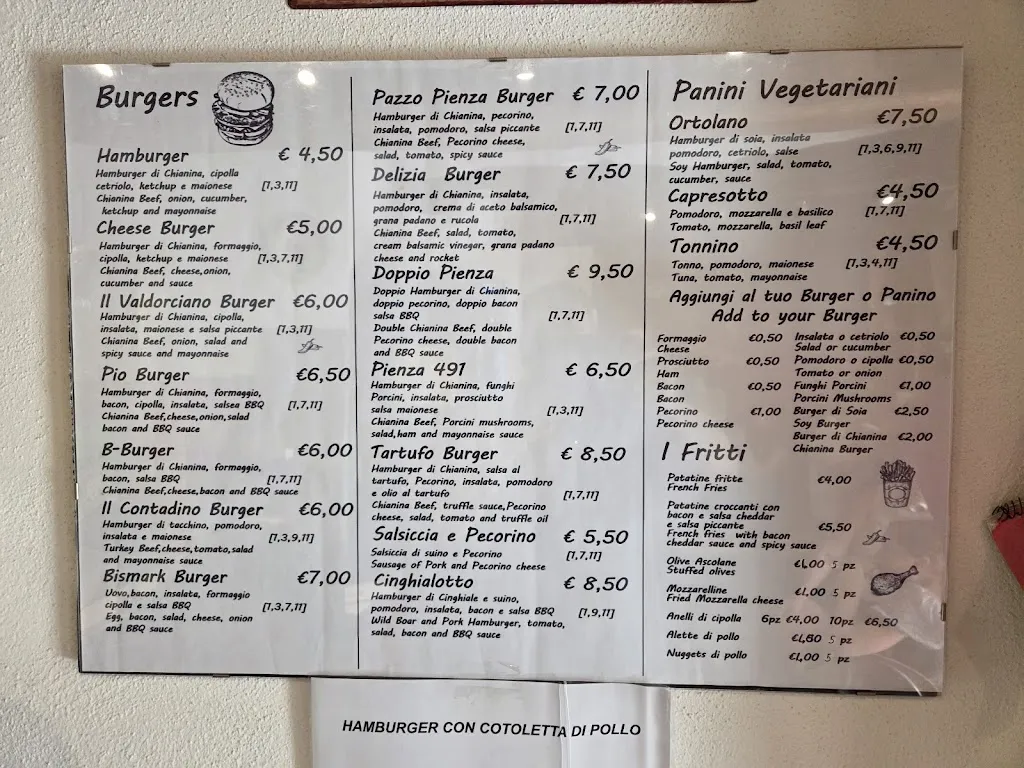 Burgers
Hamburger € 4,50
Hamburger di Chianina, cipolla
cetriolo, ketchup e maionese [1,3,11]
Chianina Beef, onion, cucumber,
ketchup and mayonnaise
Cheese Burger €5,00
Hamburger di Chianina, formaggio,
cipolla, ketchup e maionese [1,3,7,11]
Chianina Beef, cheese,onion,
cucumber and sauce
Il Valdorciano Burger €6,00
Hamburger di Chianina, cipolla,
insalata, maionese e salsa piccante [1,3,11]
Chianina Beef, onion, salad and
spicy sauce and mayonnaise
Pio Burger €6,50
Hamburger di Chianina, formaggio,
bacon, cipolla, insalata, salsea BBQ [1,7,11]
Chianina Beef,cheese,onion,salad
bacon and BBQ sauce
B-Burger €6,00
Hamburger di Chianina, formaggio,
bacon, salsa BBQ [1,7,11]
Chianina Beef,cheese,bacon and BBQ sauce
Il Contadino Burger €6,00
Hamburger di tacchino, pomodoro,
insalata e maionese [1,3,9,11]
Turkey Beef,cheese,tomato,salad
and mayonnaise sauce
Bismark Burger €7,00
Uovo,bacon, insalata, formaggio
cipolla e salsa BBQ [1,3,7,11]
Egg, bacon, salad, cheese, onion
and BBQ sauce
Pazzo Pienza Burger € 7,00
Hamburger di Chianina, pecorino,
insalata, pomodoro, salsa piccante [1,7,11]
Chianina Beef, Pecorino cheese,
salad, tomato, spicy sauce
Delizia Burger € 7,50
Hamburger di Chianina, insalata,
pomodoro, crema di aceto balsamico,
grana padano e rucola [1,7,11]
Chianina Beef, salad, tomato,
cream balsamic vinegar, grana padano
cheese and rocket
Doppio Pienza € 9,50
Doppio Hamburger di Chianina,
doppio pecorino, doppio bacon
salsa BBQ [1,7,11]
Double Chianina Beef, double
Pecorino cheese, double bacon
and BBQ sauce
Pienza 491 € 6,50
Hamburger di Chianina, funghi
Porcini, insalata, prosciutto
salsa maionese [1,3,11]
Chianina Beef, Porcini mushrooms,
salad,ham and mayonnaise sauce
Tartufo Burger € 8,50
Hamburger di Chianina, salsa al
tartufo, Pecorino, insalata, pomodoro
e olio al tartufo [1,7,11]
Chianina Beef, truffle sauce,Pecorino
cheese, salad, tomato and truffle oil
Salsiccia e Pecorino € 5,50
Salsiccia di suino e Pecorino [1,7,11]
Sausage of Pork and Pecorino cheese
Cinghialotto € 8,50
Hamburger di Cinghiale e suino,
pomodoro, insalata, bacon e salsa BBQ [1,9,11]
Wild Boar and Pork Hamburger, tomato,
salad, bacon and BBQ sauce
Panini Vegetariani
Ortolano €7,50
Hamburger di soia, insalata
pomodoro, cetriolo, salse [1,3,6,9,11]
Soy Hamburger, salad, tomato,
cucumber, sauce
Capresotto €4,50
Pomodoro, mozzarella e basilico [1,7,11]
Tomato, mozzarella, basil leaf
Tonnino €4,50
Tonno, pomodoro, maionese [1,3,4,11]
Tuna, tomato, mayonnaise
Aggiungi al tuo Burger o Panino
Add to your Burger
Formaggio €0,50
Cheese
Prosciutto €0,50
Ham
Bacon €0,50
Bacon
Pecorino €1,00
Pecorino cheese
Insalata o cetriolo €0,50
Salad or cucumber
Pomodoro o cipolla €0,50
Tomato or onion
Funghi Porcini €1,00
Porcini Mushrooms
Burger di Soia €2,50
Soy Burger
Burger di Chianina €2,00
Chianina Burger
I Fritti
Patatine fritte €4,00
French Fries
Patatine croccanti con
bacon e salsa cheddar
e salsa piccante €5,50
French fries with bacon
cheddar sauce and spicy sauce
Olive Ascolane €1,00 5 pz
Stuffed olives
Mozzarelline €1,00 5 pz
Fried Mozzarella cheese
Anelli di cipolla 6pz €4,00 10pz €6,50
Alette di pollo 5 pz
Nuggets di pollo 5 pz
HAMBURGER CON COTOLETTA DI POLLO